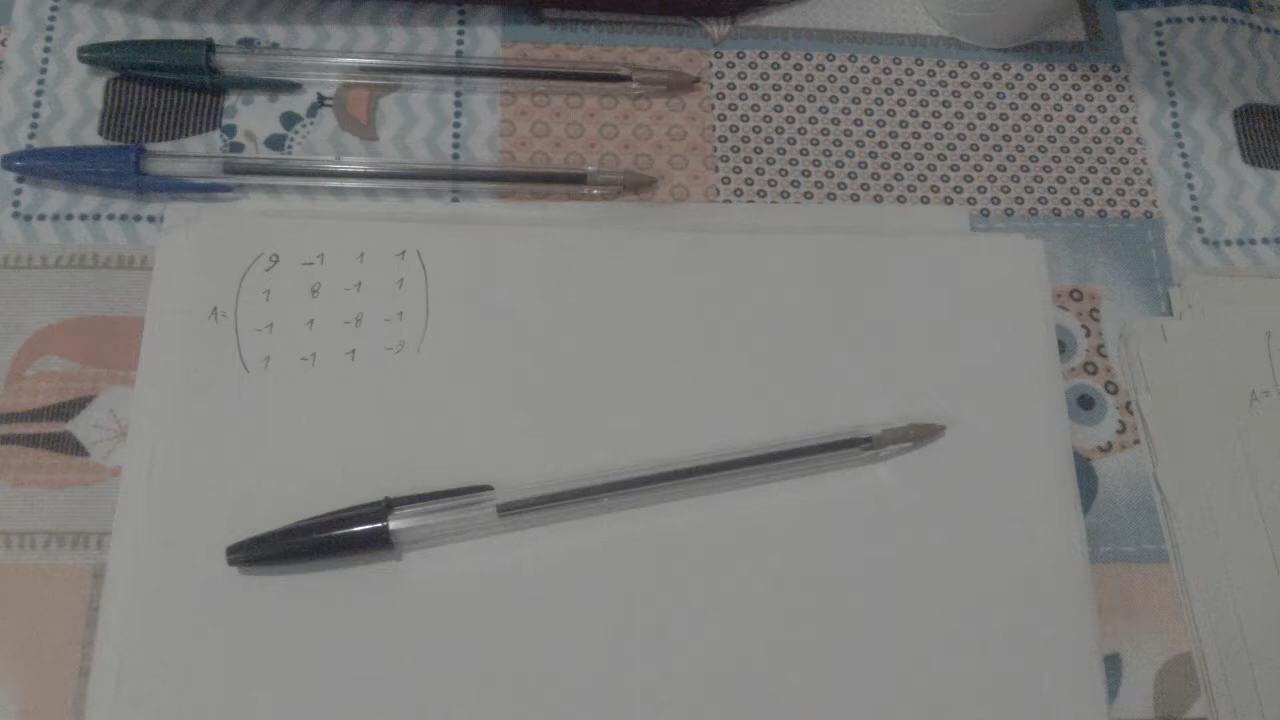 9 -1 1 1
1 8 -1 1
A=
-1 1 -8 -1
1 -1 1 -9
A=